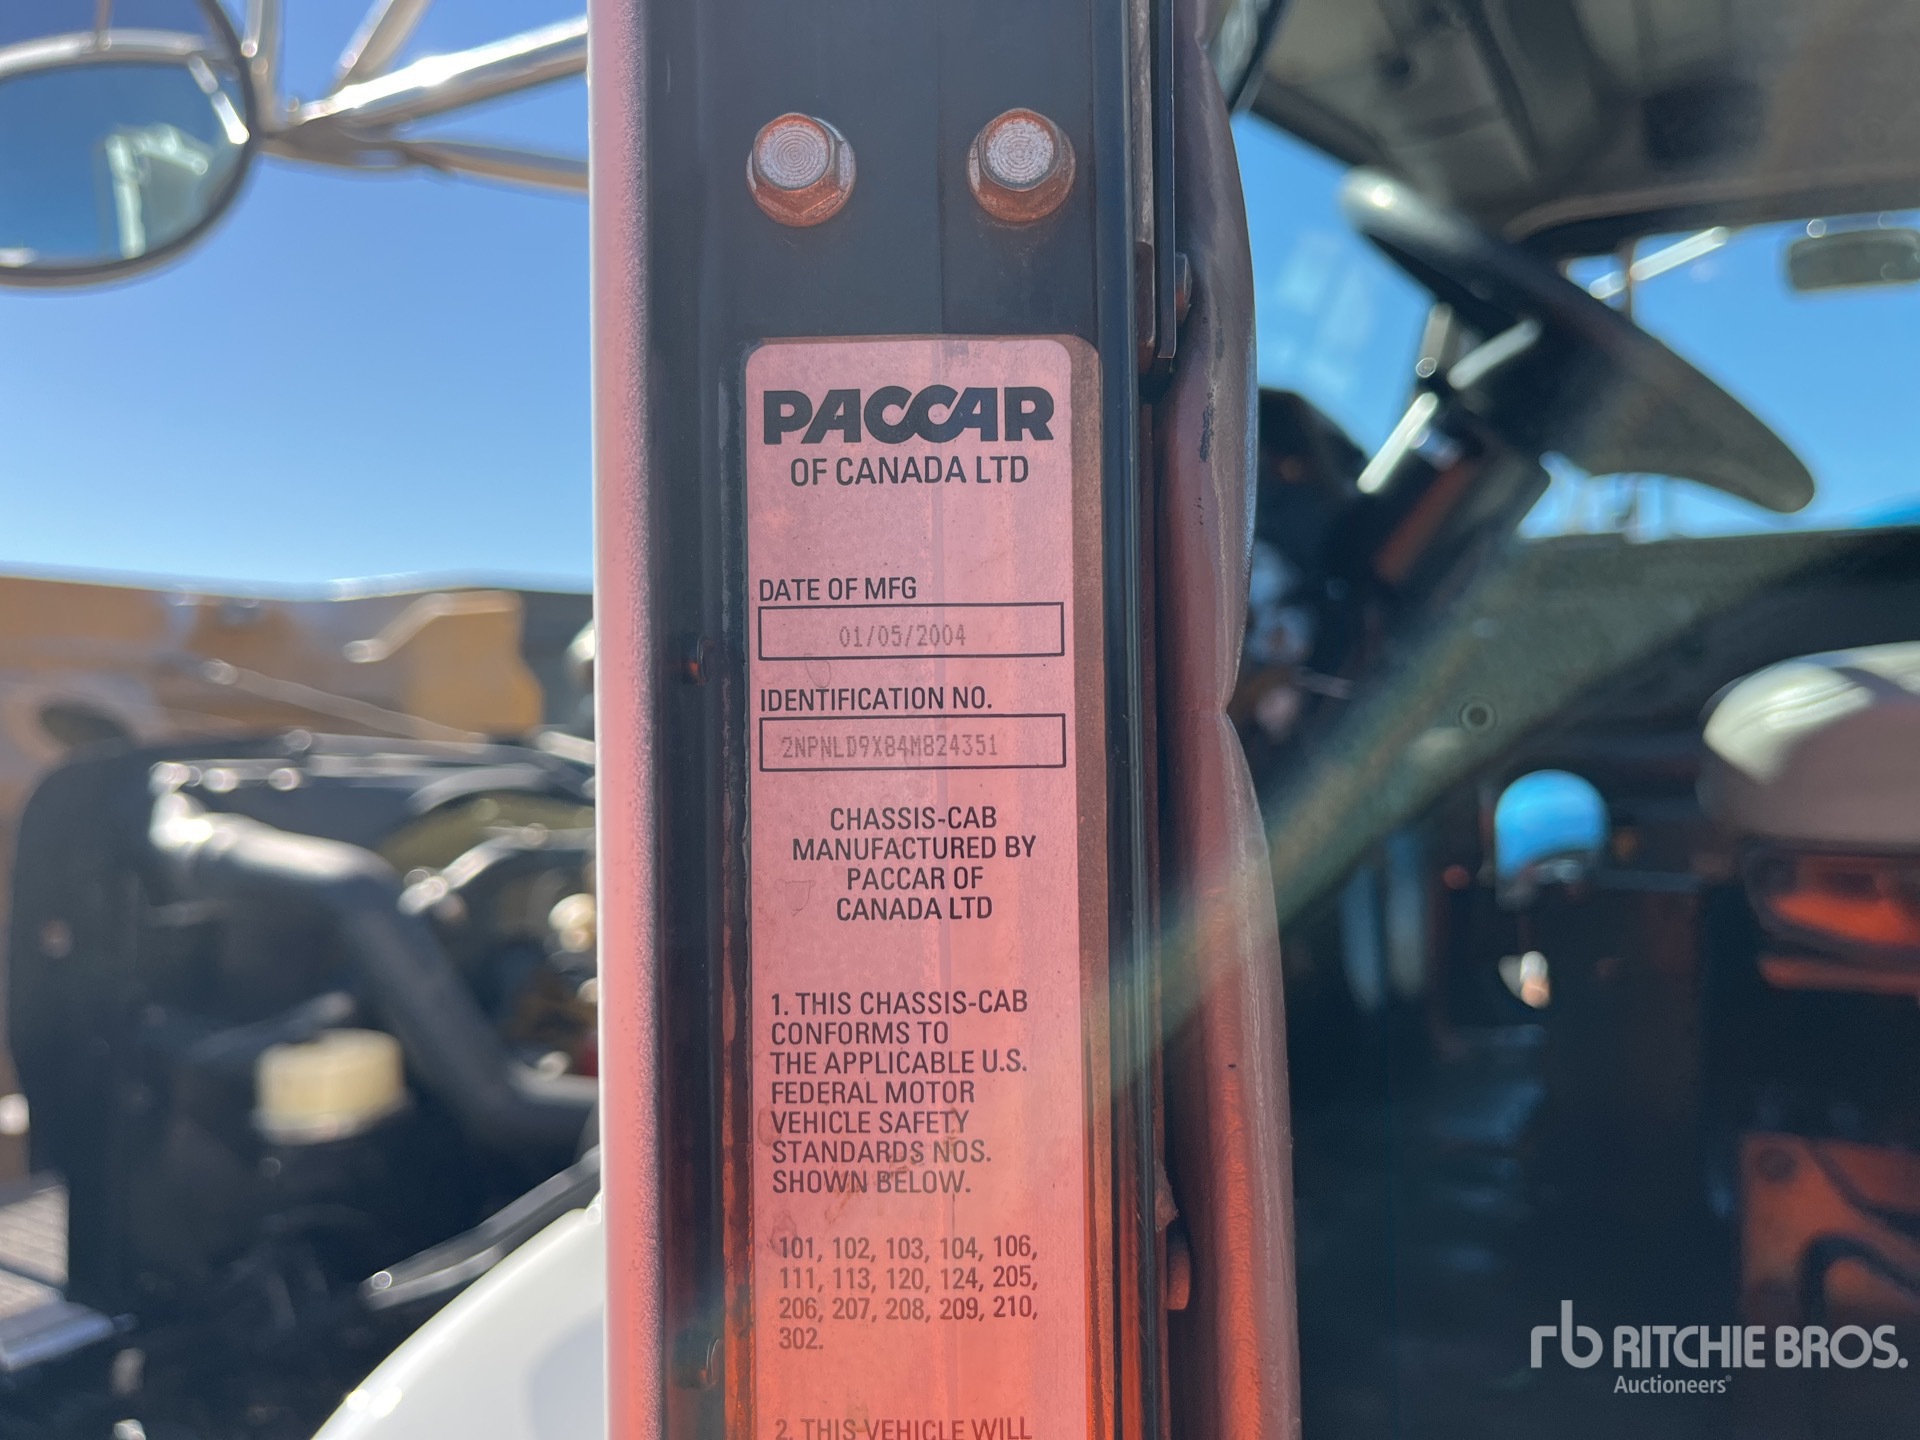 PACCAR
OF CANADA LTD
DATE OF MFG
01/05/2004
IDENTIFICATION NO.
2NPNLD9X84M824351
CHASSIS-CAB
MANUFACTURED BY
PACCAR OF
CANADA LTD
1. THIS CHASSIS-CAB
CONFORMS TO
THE APPLICABLE U.S.
FEDERAL MOTOR
VEHICLE SAFETY
STANDARDS NOS.
SHOWN BELOW.
101, 102, 103, 104, 106,
111, 113, 120, 124, 205,
206, 207, 208, 209, 210,
302.
2. THIS VEHICLE WILL
rb RITCHIE BROS.
Auctioneers®